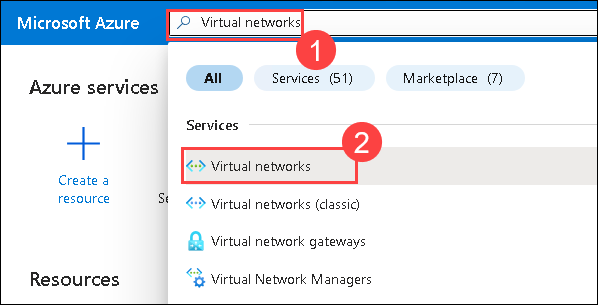 Microsoft Azure
Virtual networks
1
All
Services (51)
Marketplace (7)
Azure services
Services
2
Virtual networks
Create a
resource
Virtual networks (classic)
Virtual network gateways
Resources
Virtual Network Managers